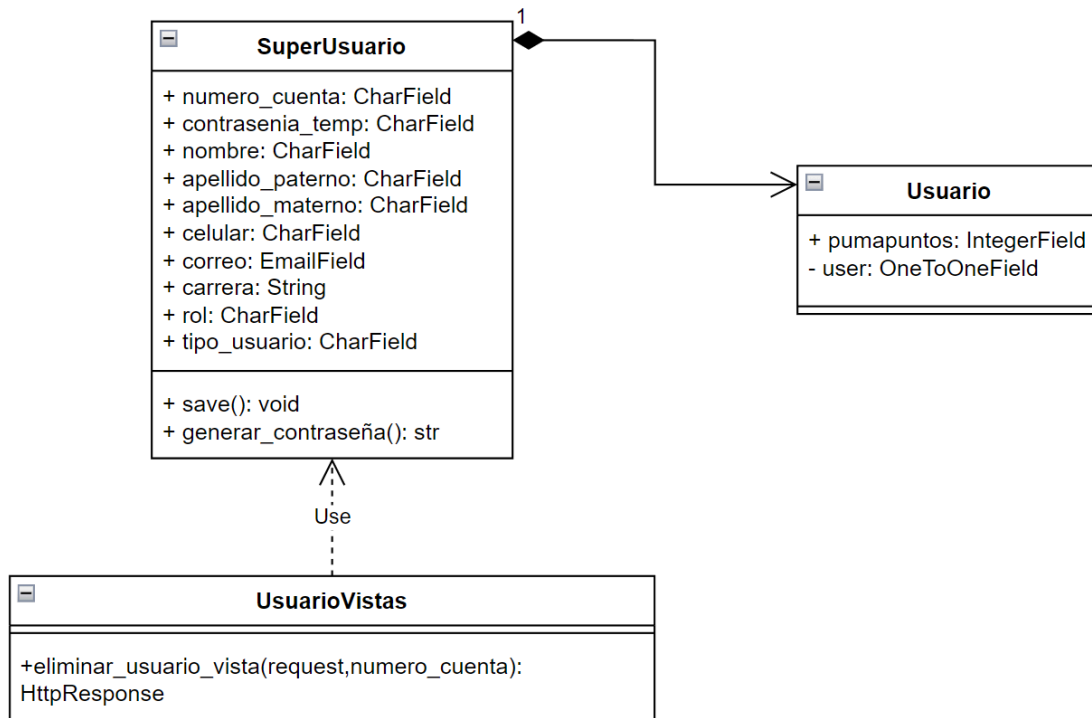 1
SuperUsuario
+ numero_cuenta: CharField
+ contrasenia_temp: CharField
+ nombre: CharField
+ apellido_paterno: CharField
+ apellido_materno: CharField
+ celular: CharField
+ correo: EmailField
+ carrera: String
+ rol: CharField
+ tipo_usuario: CharField
+ save(): void
+ generar_contraseña(): str
Usuario
+ pumapuntos: IntegerField
- user: OneToOneField
Use
UsuarioVistas
+eliminar_usuario_vista(request,numero_cuenta):
HttpResponse